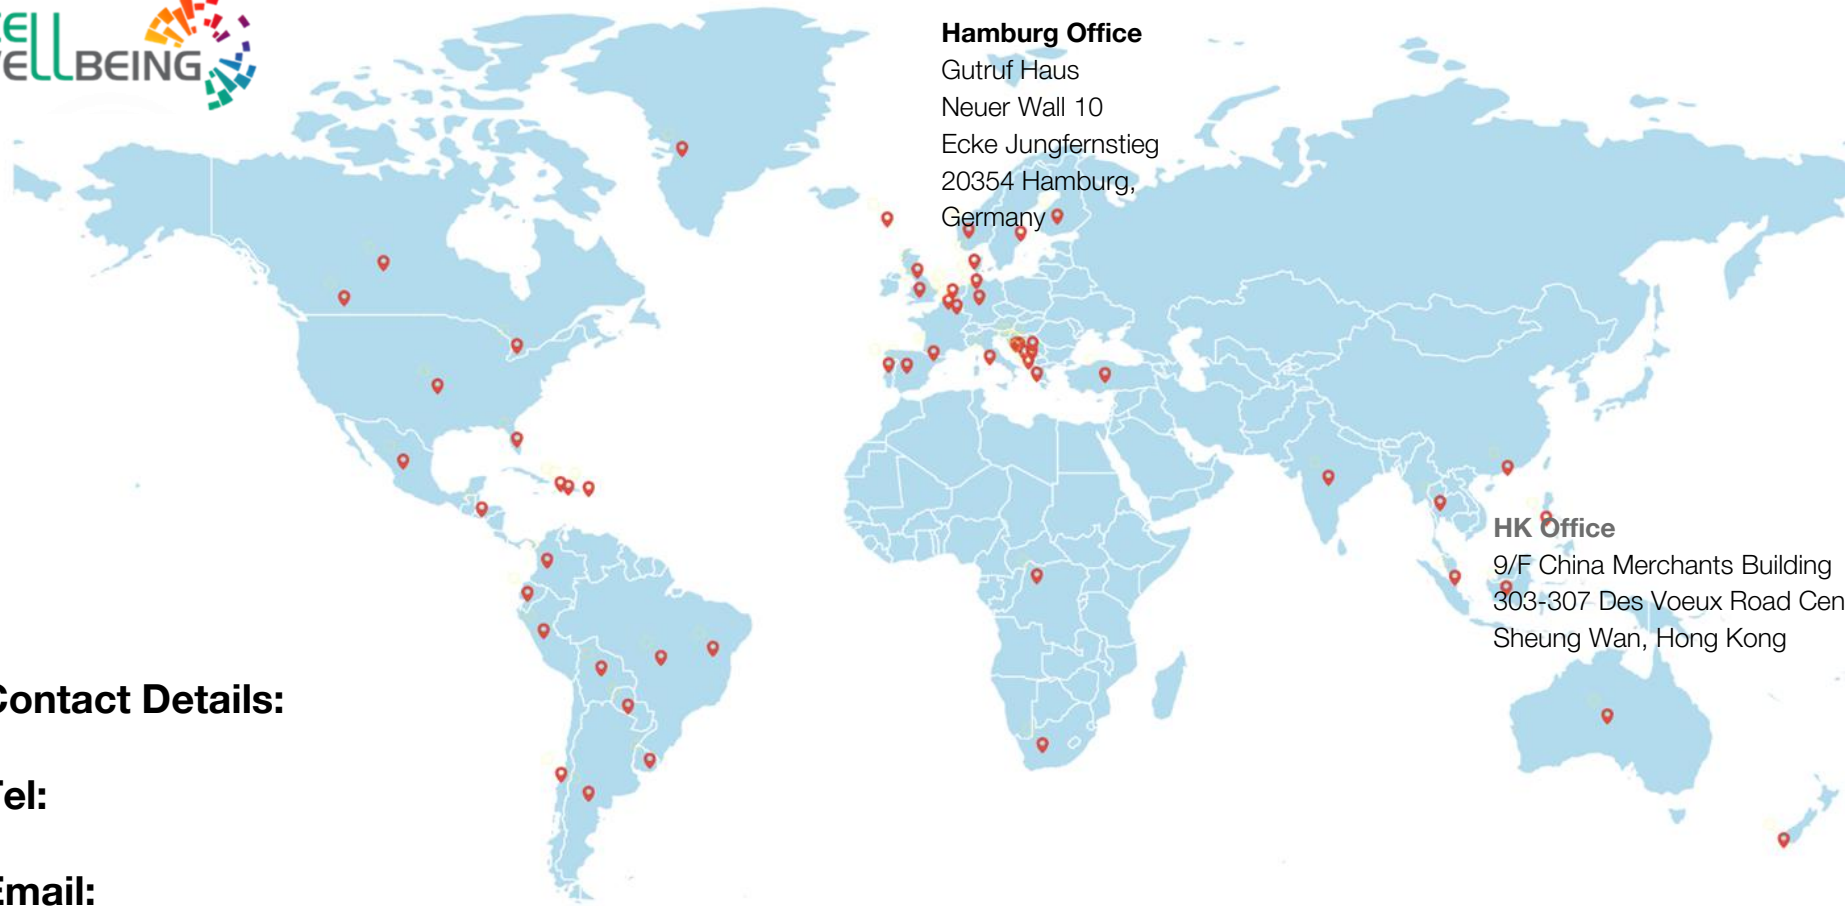 ELLBEING
Hamburg Office
Gutruf Haus
Neuer Wall 10
Ecke Jungfernstieg
20354 Hamburg,
Germany
HK Office
9/F China Merchants Building
303-307 Des Voeux Road Cen
Sheung Wan, Hong Kong
Contact Details:
Tel:
Email: